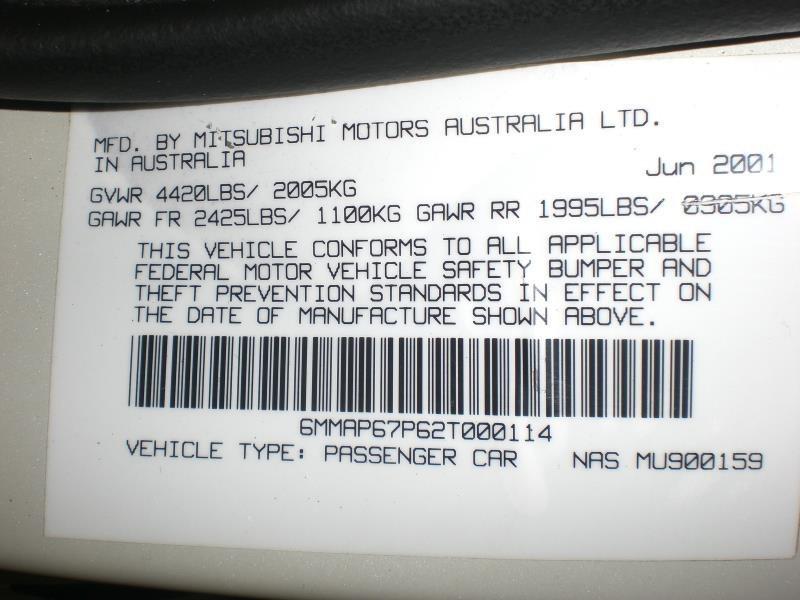 MFD. BY MITSUBISHI MOTORS AUSTRALIA LTD.
IN AUSTRALIA
Jun 2001
GVWR 4420LBS/ 2005KG
GAWR FR 2425LBS/ 1100KG GAWR RR 1995LBS/ 0905KG
THIS VEHICLE CONFORMS TO ALL APPLICABLE
FEDERAL MOTOR VEHICLE SAFETY BUMPER AND
THEFT PREVENTION STANDARDS IN EFFECT ON
THE DATE OF MANUFACTURE SHOWN ABOVE.
6MMAP67P62T000114
VEHICLE TYPE: PASSENGER CAR NAS MU900159